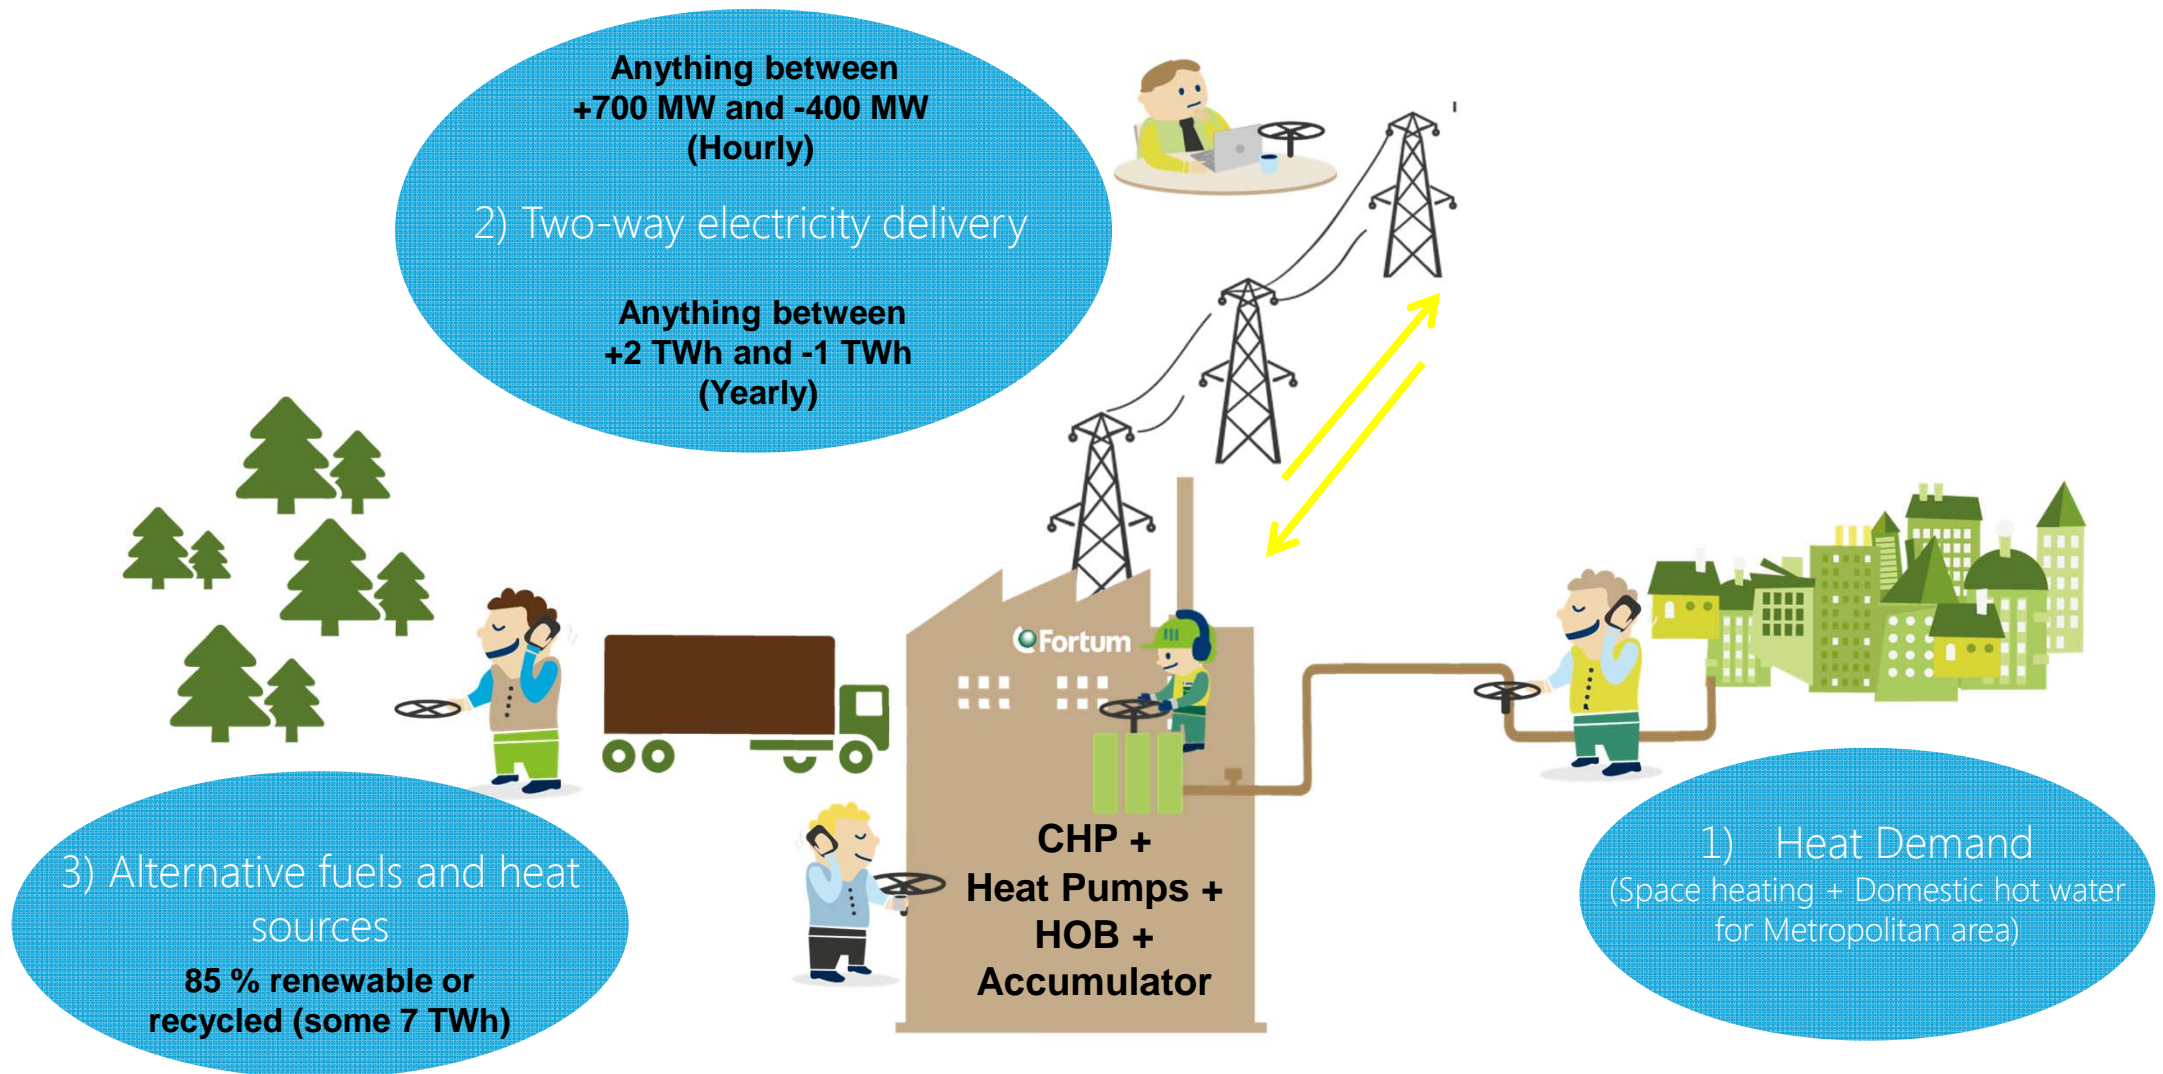 Anything between
+700 MW and -400 MW
(Hourly)
2) Two-way electricity delivery
Anything between
+2 TWh and -1 TWh
(Yearly)
Fortum
CHP +
Heat Pumps +
HOB +
Accumulator
3) Alternative fuels and heat
sources
85 % renewable or
recycled (some 7 TWh)
1) Heat Demand
(Space heating + Domestic hot water
for Metropolitan area)